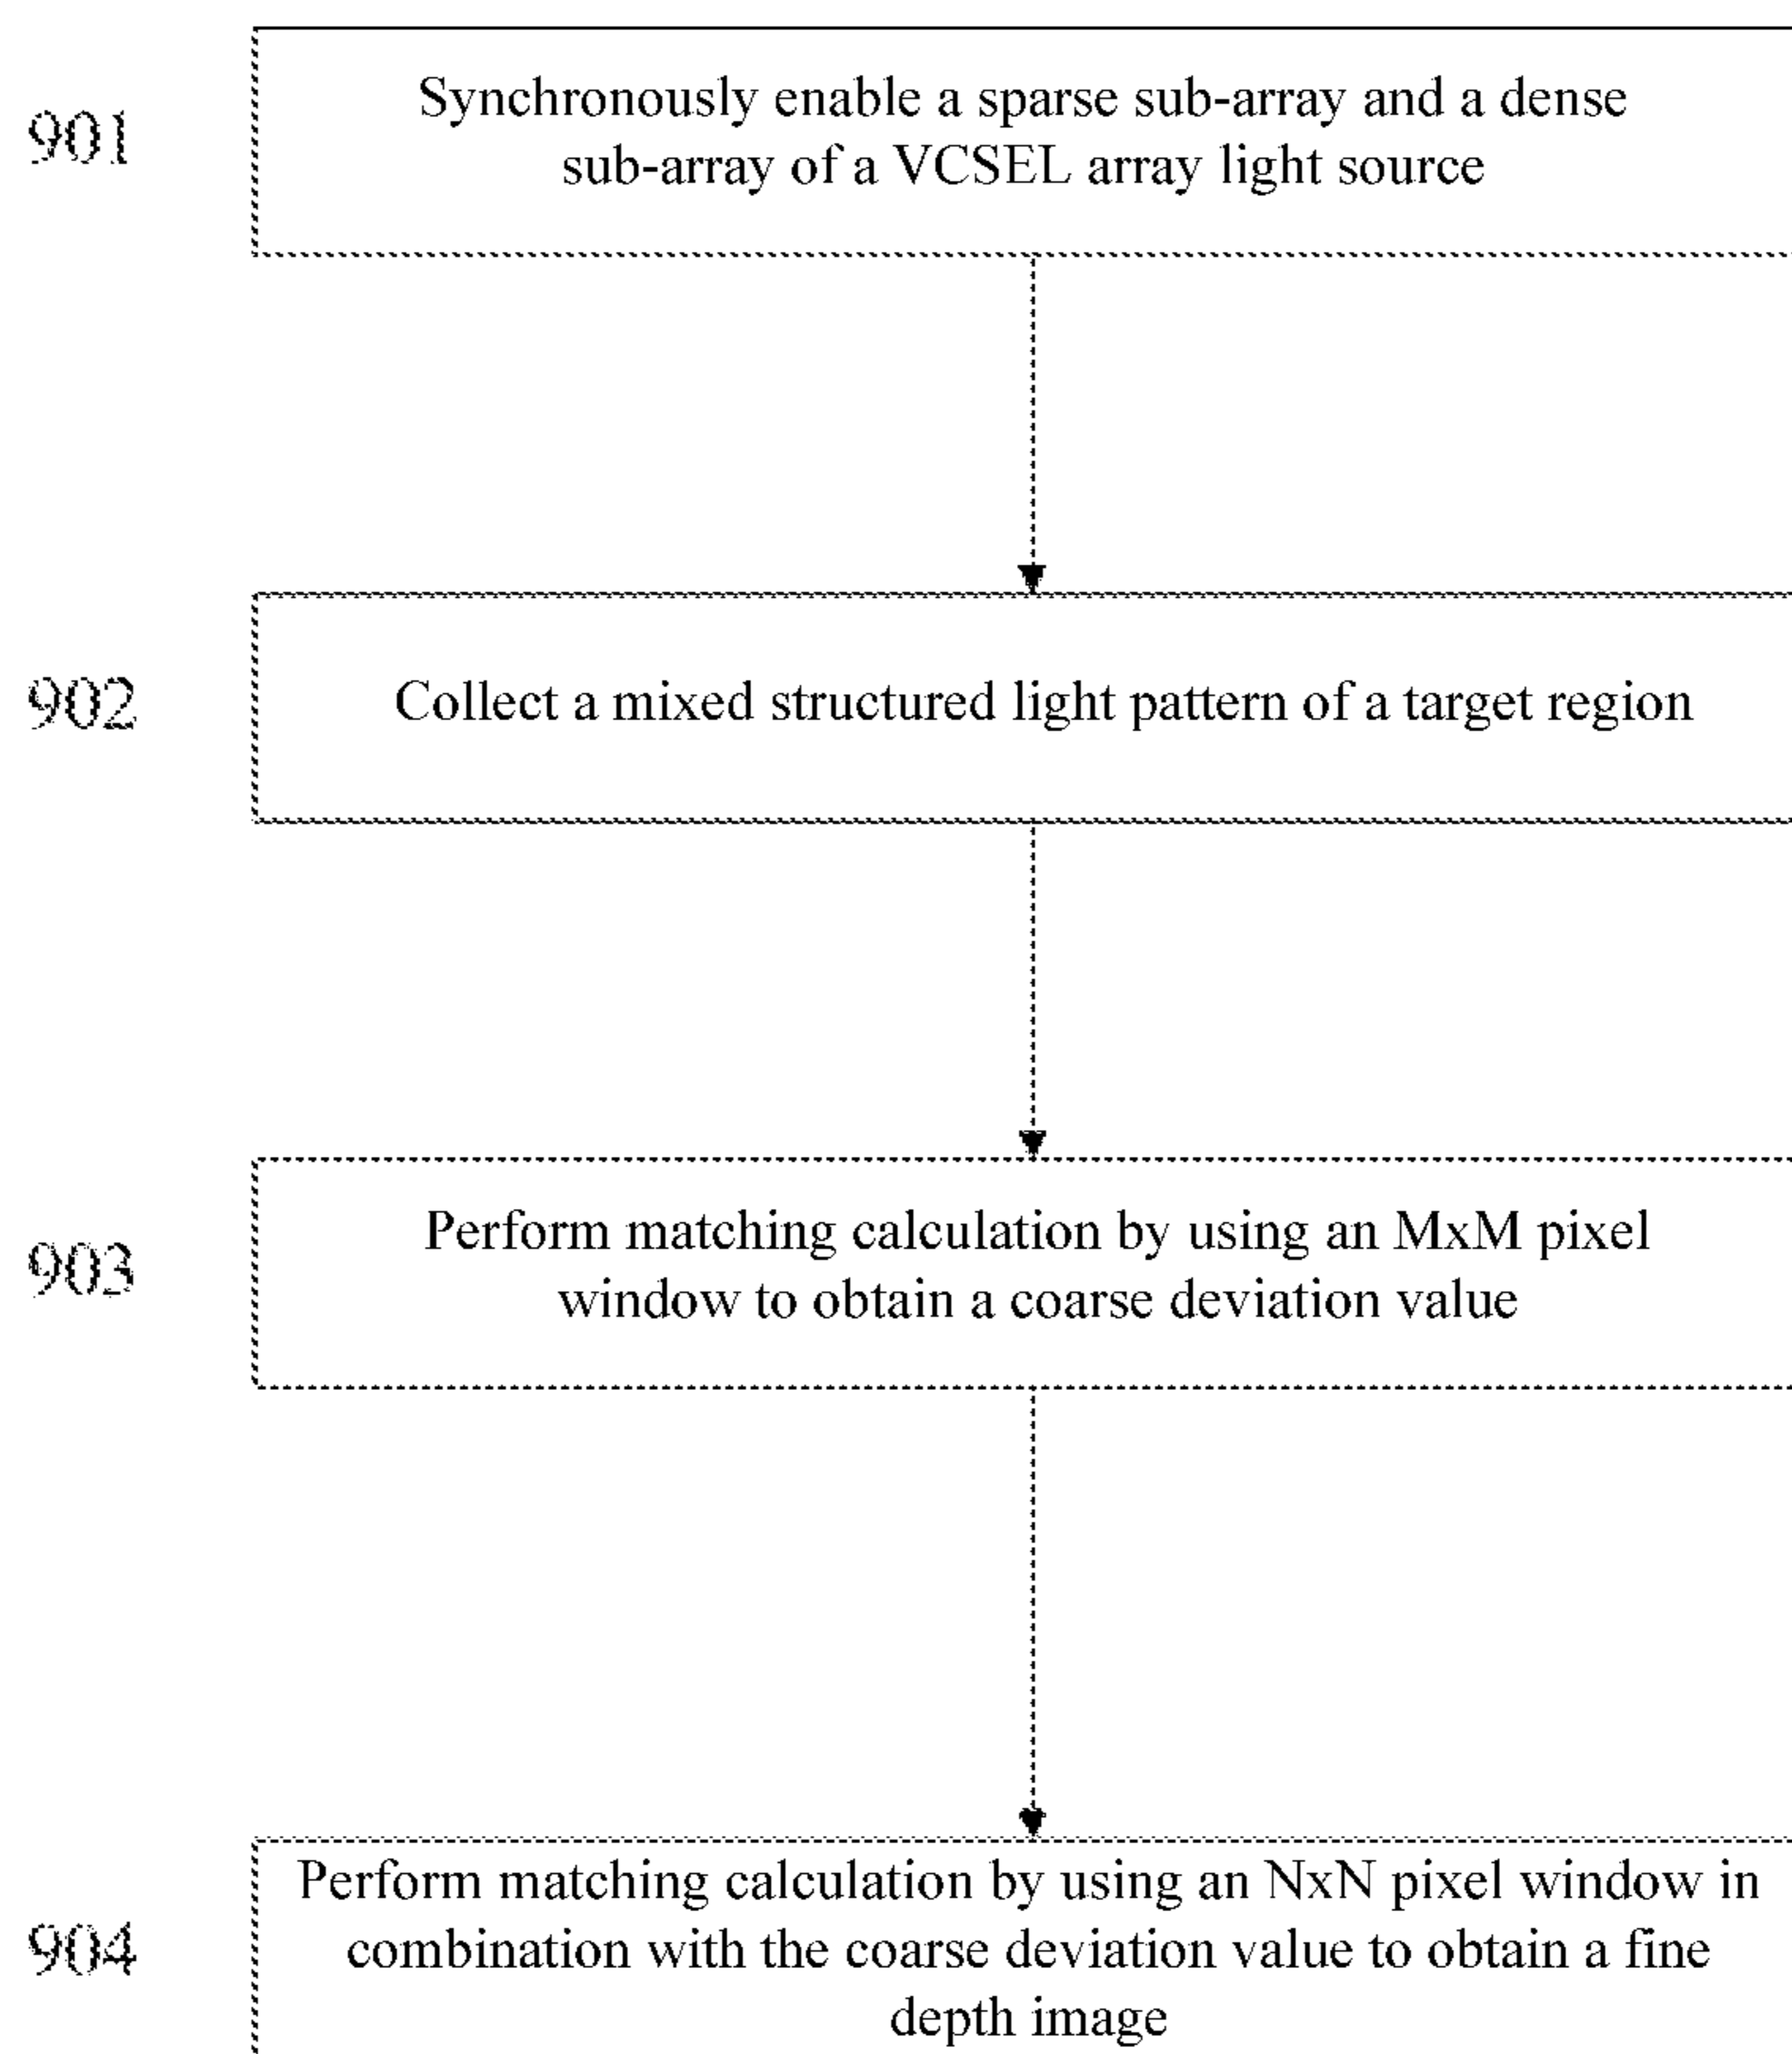 901
Synchronously enable a sparse sub-array and a dense
sub-array of a VCSEL array light source
902
Collect a mixed structured light pattern of a target region
903
Perform matching calculation by using an MxM pixel
window to obtain a coarse deviation value
904
Perform matching calculation by using an NxN pixel window in
combination with the coarse deviation value to obtain a fine
depth image